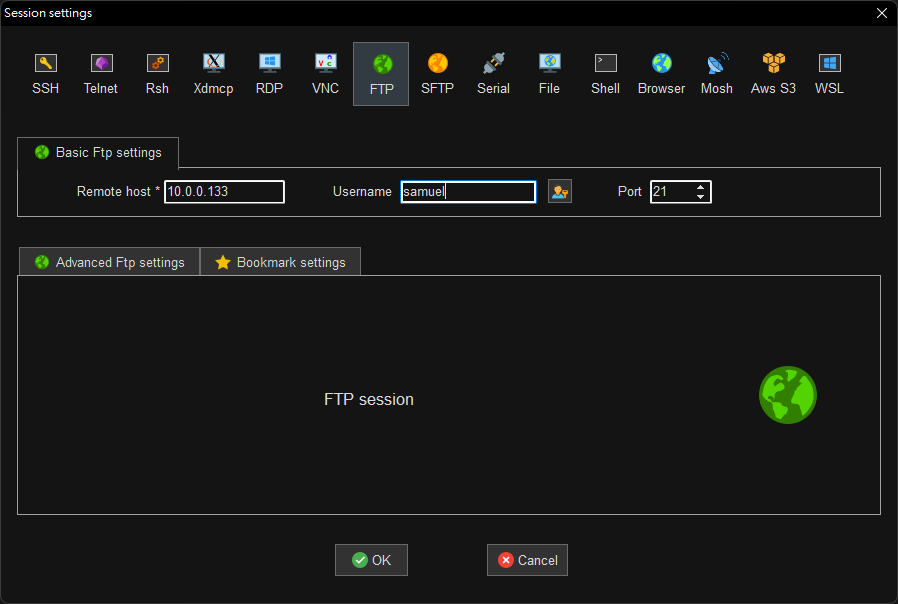 Session settings
SSH Telnet Rsh Xdmcp RDP VNC FTP SFTP Serial File Shell Browser Mosh Aws S3 WSL
Basic Ftp settings
Remote host * 10.0.0.133 Username samuel Port 21
Advanced Ftp settings Bookmark settings
FTP session
OK Cancel